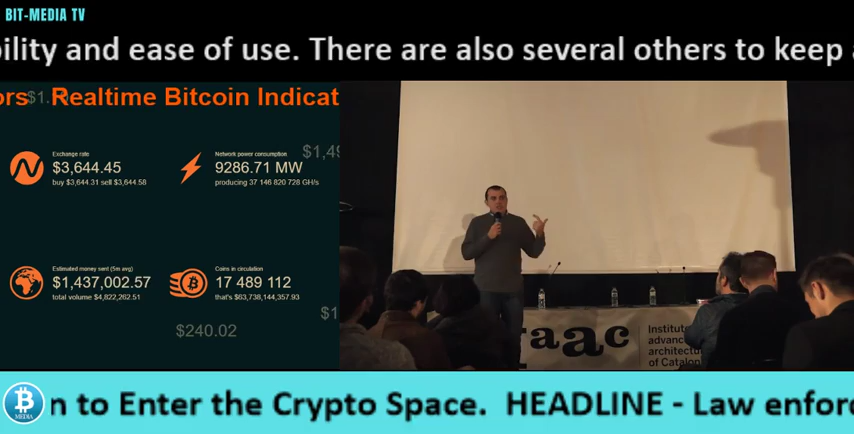 BIT-MEDIA TV
bility and ease of use. There are also several others to keep a
ors Realtime Bitcoin Indicat
$1.
$1,49
Exchange rate
$3,644.45
buy $3,644.31 sell $3,644.58
Network power consumption
9286.71 MW
producing 37 146 820 728 GH/s
Estimated money sent (5m avg)
$1,437,002.57
total volume $4,822,262.51
Coins in circulation
17 489 112
that's $63,738,144,357.93
$1
$240.02
iaac
Institute
advanc
architectu
of Catalon
MEDIA
n to Enter the Crypto Space. HEADLINE - Law enforc